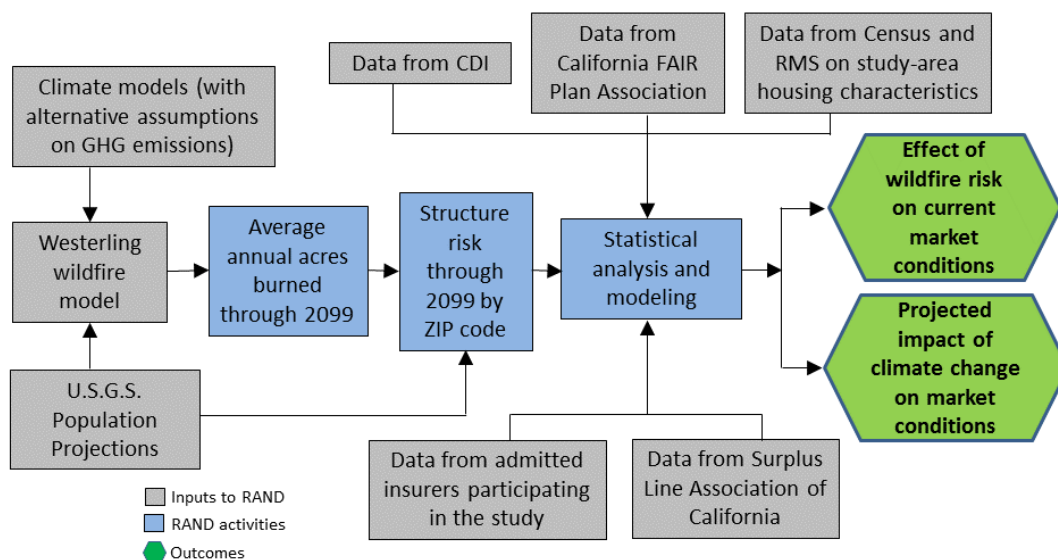 Climate models (with
alternative assumptions
on GHG emissions)
Data from CDI
Data from
California FAIR
Plan Association
Data from Census and
RMS on study-area
housing characteristics
Westerling
wildfire
model
Average
annual acres
burned
through 2099
Structure
risk
through
2099 by
ZIP code
Statistical
analysis and
modeling
Effect of
wildfire risk
on current
market
conditions
Projected
impact of
climate change
on market
conditions
U.S.G.S.
Population
Projections
Data from admitted
insurers participating
in the study
Data from Surplus
Line Association of
California
Inputs to RAND
RAND activities
Outcomes